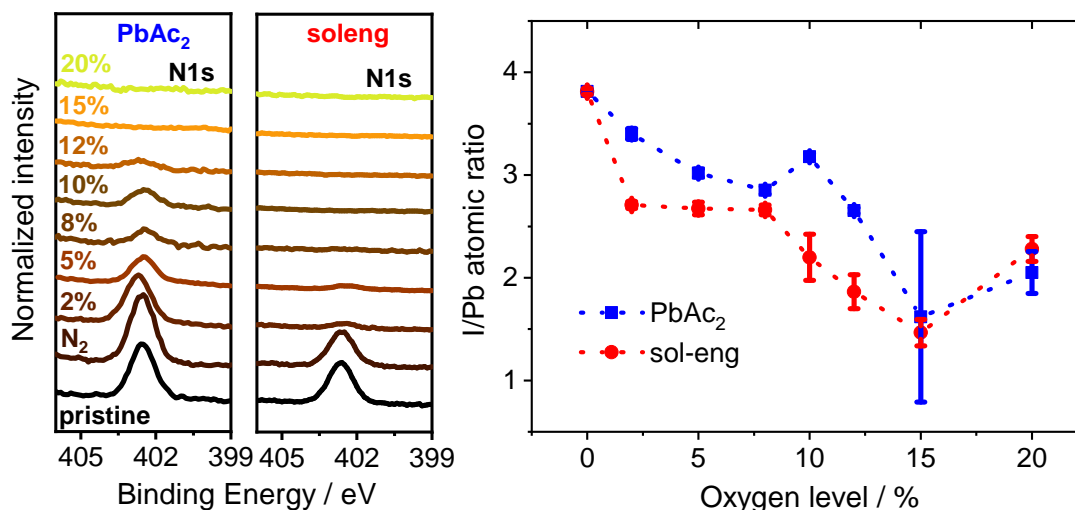 PbAc₂
soleng
N1s
N1s
20%
15%
12%
10%
8%
5%
2%
N₂
pristine
Normalized intensity
405 402 399
405 402 399
Binding Energy / eV
I/Pb atomic ratio
4
3
2
1
PbAc₂
sol-eng
0 5 10 15 20
Oxygen level / %